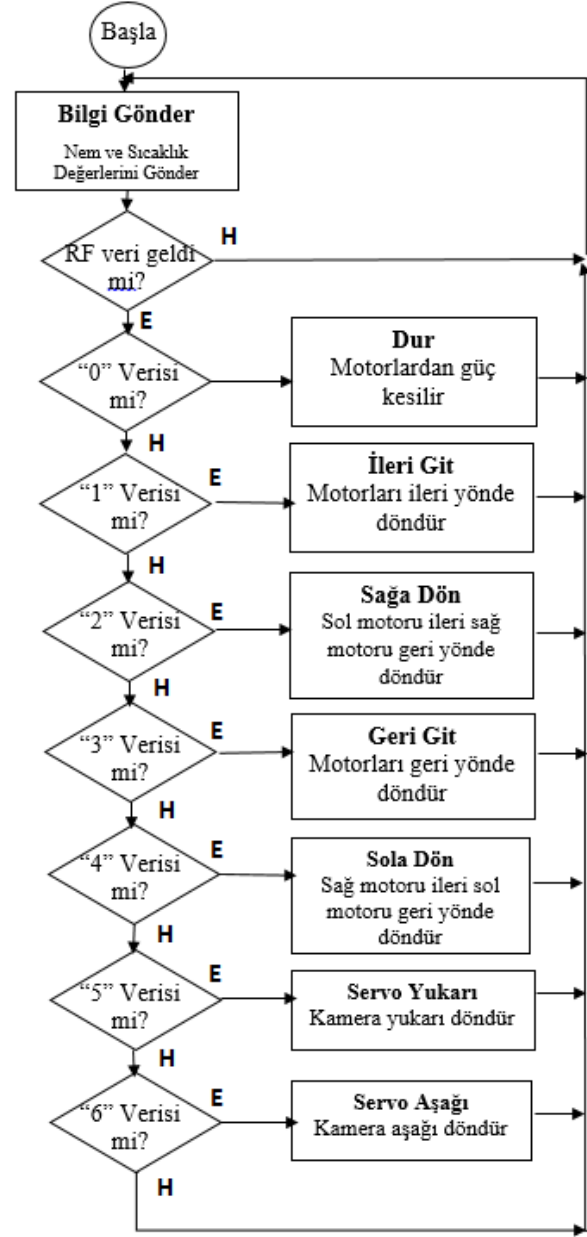 Başla
Bilgi Gönder
Nem ve Sıcaklık
Değerlerini Gönder
RF veri geldi
mi?
H
E
“0” Verisi
mi?
Dur
Motorlardan güç
kesilir
H
“1” Verisi
mi?
E
İleri Git
Motorları ileri yönde
döndür
H
“2” Verisi
mi?
E
Sağa Dön
Sol motoru ileri sağ
motoru geri yönde
döndür
H
“3” Verisi
mi?
E
Geri Git
Motorları geri yönde
döndür
H
“4” Verisi
mi?
E
Sola Dön
Sağ motoru ileri sol
motoru geri yönde
döndür
H
“5” Verisi
mi?
E
Servo Yukarı
Kamera yukarı döndür
H
“6” Verisi
mi?
E
Servo Aşağı
Kamera aşağı döndür
H